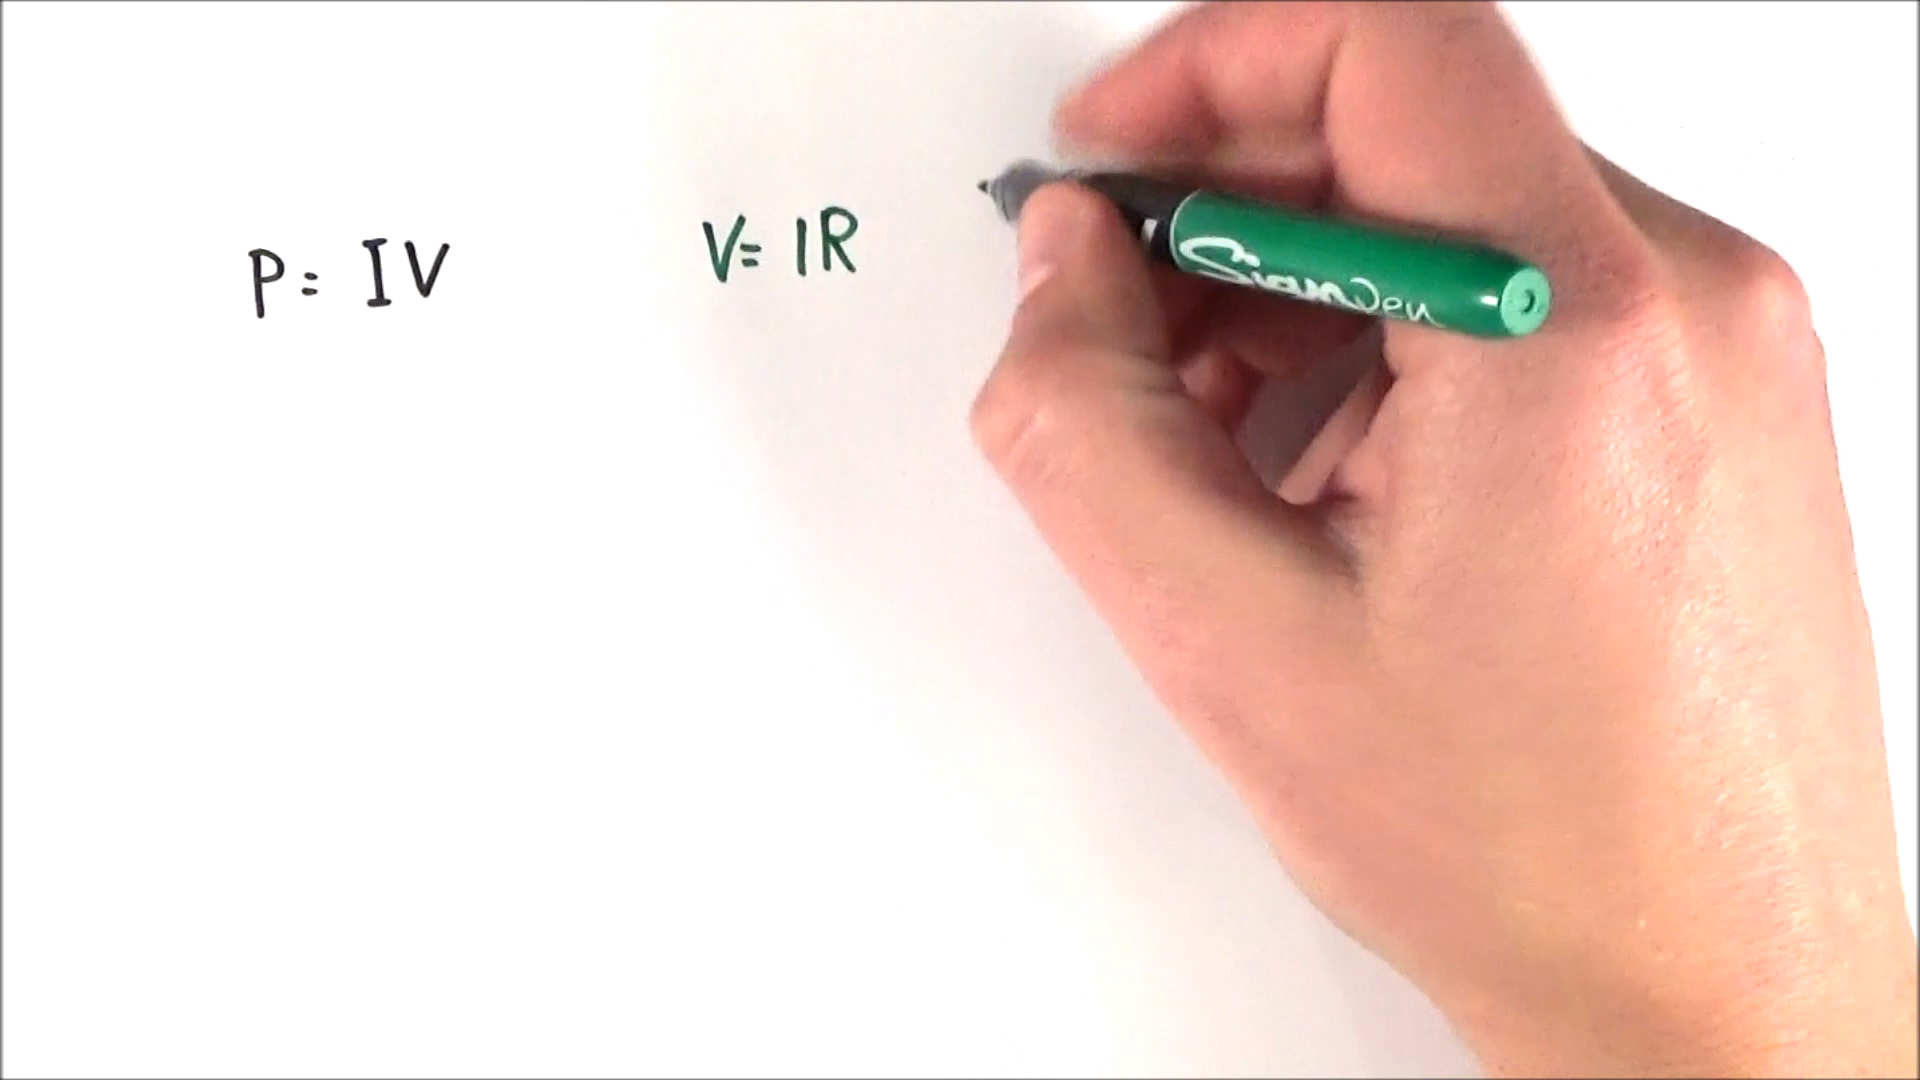 P = IV
V = IR